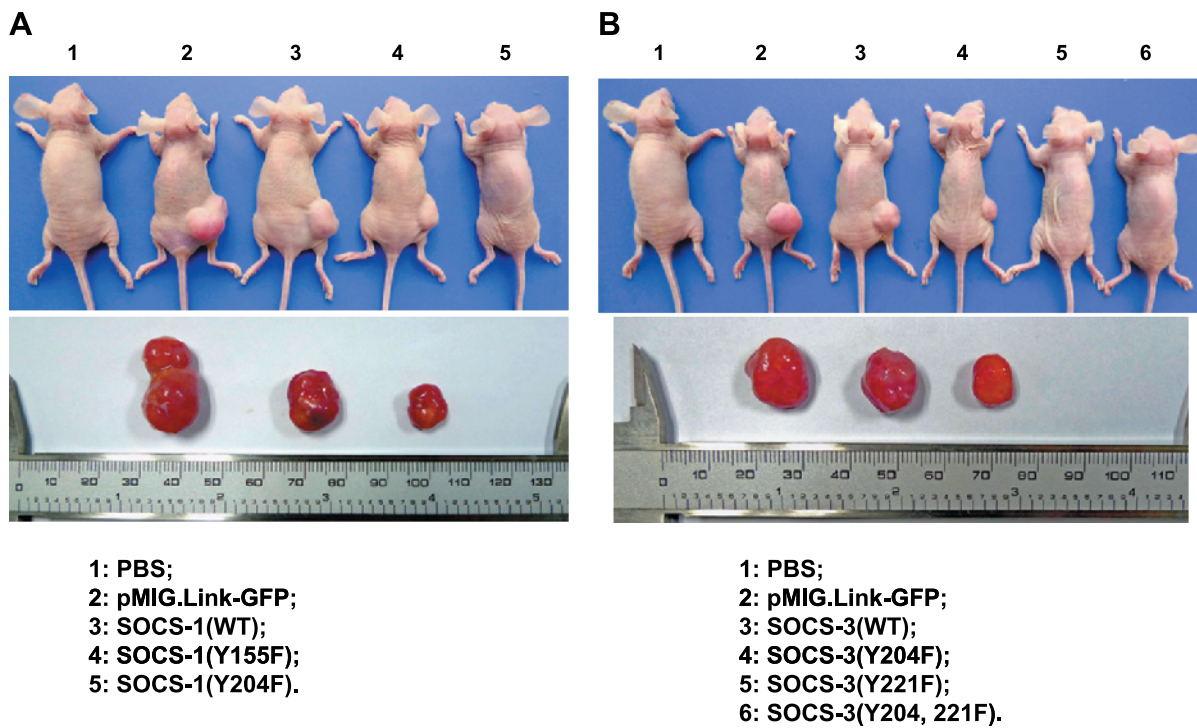 A
B
1 2 3 4 5
1 2 3 4 5 6
0 10 20 30 40 50 60 70 80 90 100 110 120 130
1 2 3 4 5
0 10 20 30 40 50 60 70 80 90 100 110
1 2 3 4
1: PBS;
2: pMIG.Link-GFP;
3: SOCS-1(WT);
4: SOCS-1(Y155F);
5: SOCS-1(Y204F).
1: PBS;
2: pMIG.Link-GFP;
3: SOCS-3(WT);
4: SOCS-3(Y204F);
5: SOCS-3(Y221F);
6: SOCS-3(Y204, 221F).